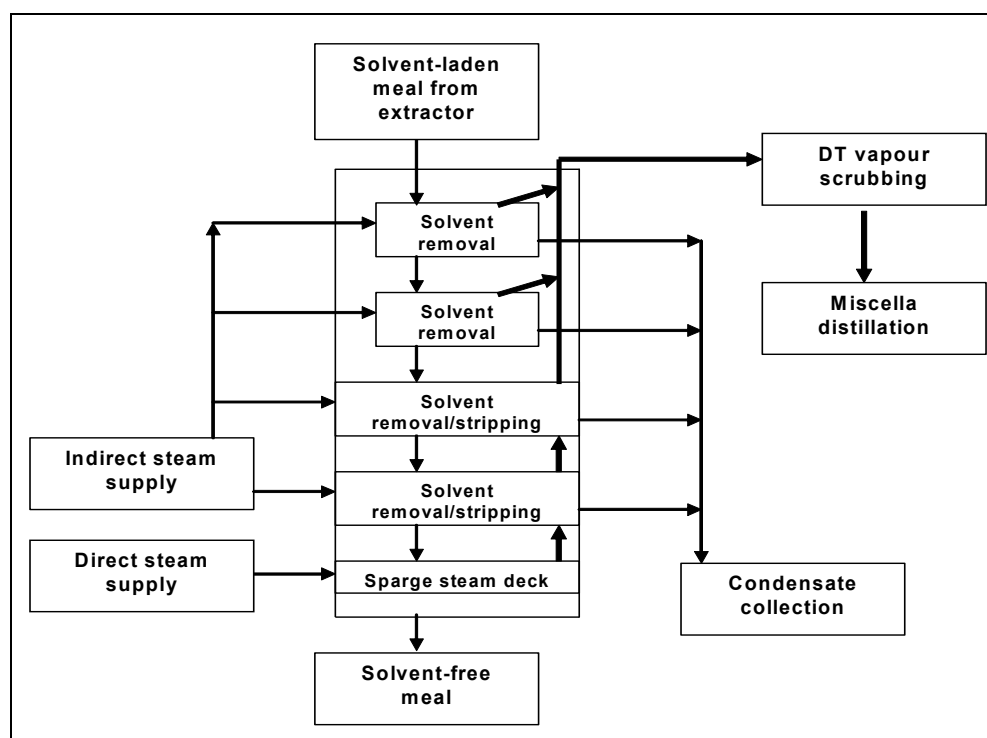 Solvent-laden
meal from
extractor
DT vapour
scrubbing
Solvent
removal
Solvent
removal
Miscella
distillation
Solvent
removal/stripping
Indirect steam
supply
Solvent
removal/stripping
Direct steam
supply
Sparge steam deck
Condensate
collection
Solvent-free
meal